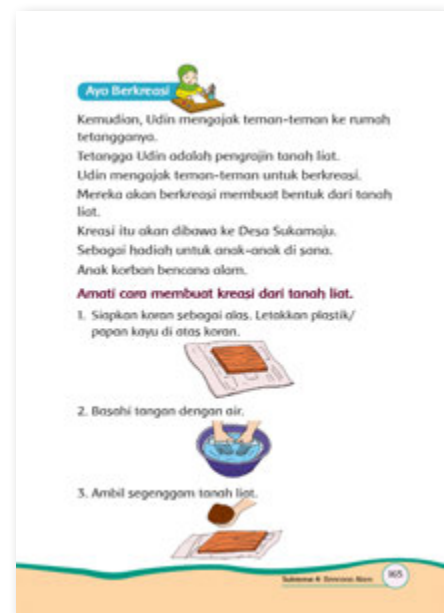 Ayo Berkreasi
Kemudian, Udin mengajak teman-teman ke rumah
tetangganya.
Tetangga Udin adalah pengrajin tanah liat.
Udin mengajak teman-teman untuk berkreasi.
Mereka akan berkreasi membuat bentuk dari tanah
liat.
Kreasi itu akan dibawa ke Desa Sukamaju.
Sebagai hadiah untuk anak-anak di sana.
Anak korban bencana alam.
Amati cara membuat kreasi dari tanah liat.
1. Siapkan koran sebagai alas. Letakkan plastik/
papan kayu di atas koran.
2. Basahi tangan dengan air.
3. Ambil segenggam tanah liat.
Subtema 4: Bencana Alam
165